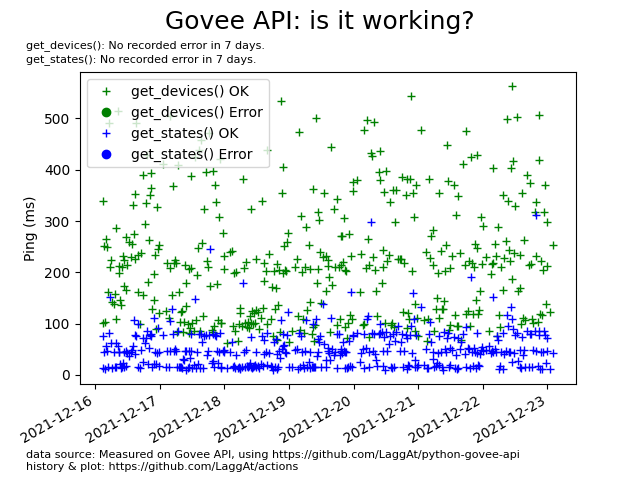 Govee API: is it working?
get_devices(): No recorded error in 7 days.
get_states(): No recorded error in 7 days.
get_devices() OK
get_devices() Error
get_states() OK
get_states() Error
500
400
300
200
100
0
Ping (ms)
2021-12-16
2021-12-17
2021-12-18
2021-12-19
2021-12-20
2021-12-21
2021-12-22
2021-12-23
data source: Measured on Govee API, using https://github.com/LaggAt/python-govee-api
history & plot: https://github.com/LaggAt/actions